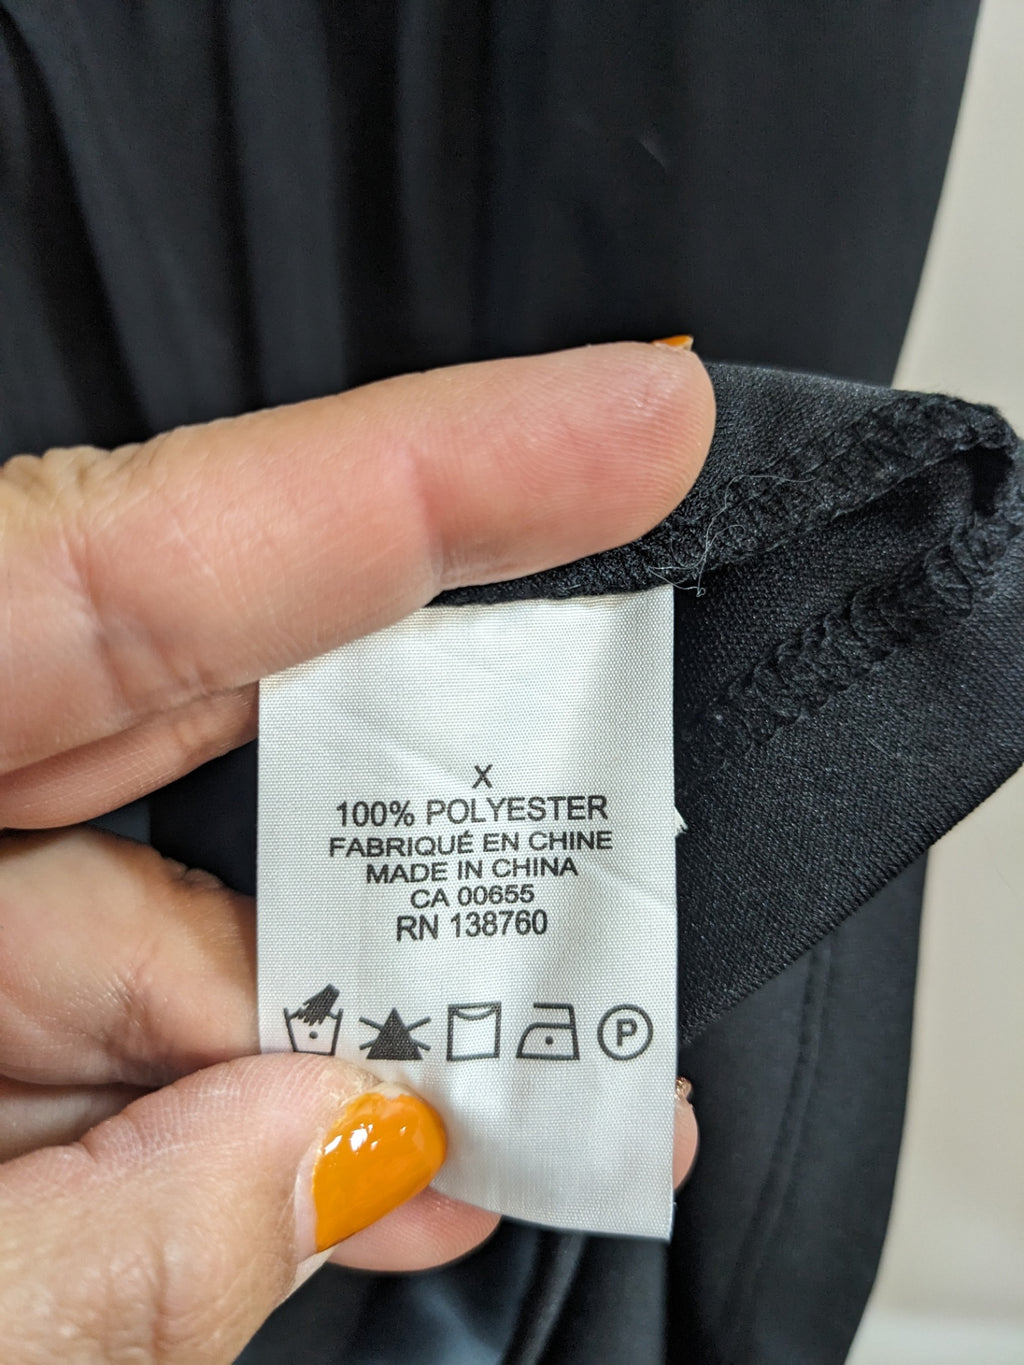 X
100% POLYESTER
FABRIQUÉ EN CHINE
MADE IN CHINA
CA 00655
RN 138760
P